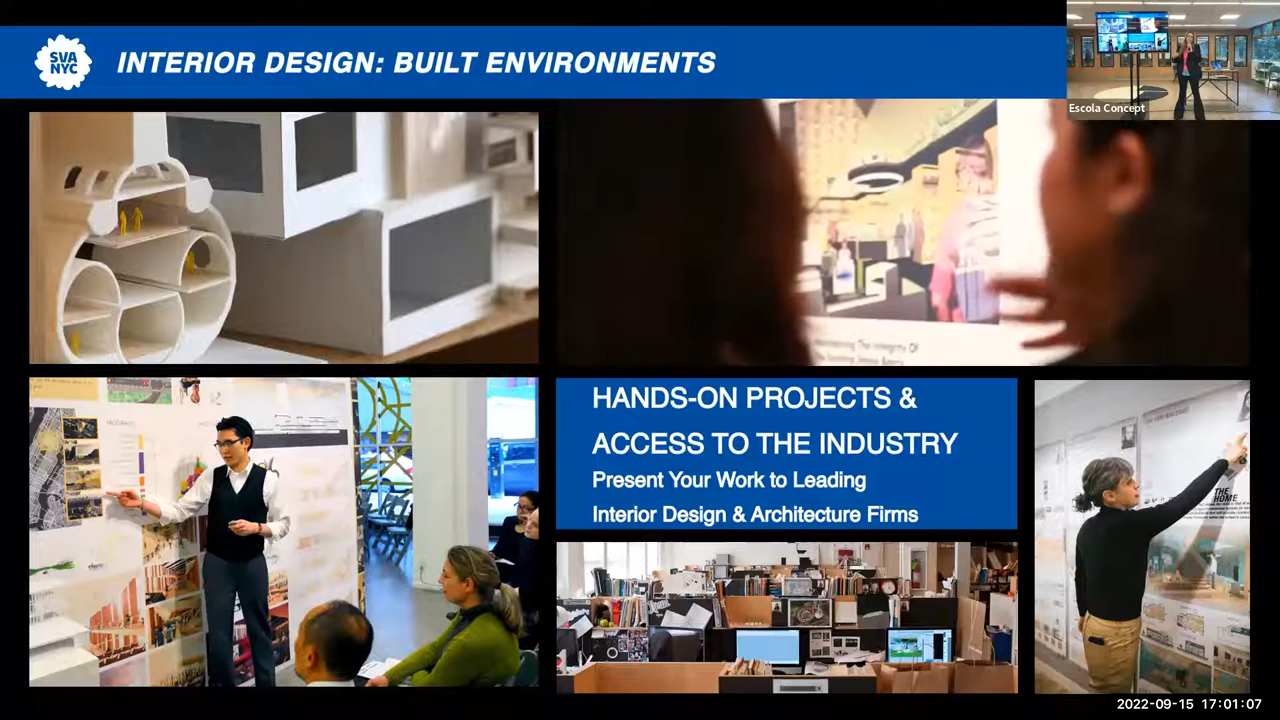 SVA
NYC
INTERIOR DESIGN: BUILT ENVIRONMENTS
Escola Concept
HANDS-ON PROJECTS &
ACCESS TO THE INDUSTRY
Present Your Work to Leading
Interior Design & Architecture Firms
THE
HOME
2022-09-15 17:01:07